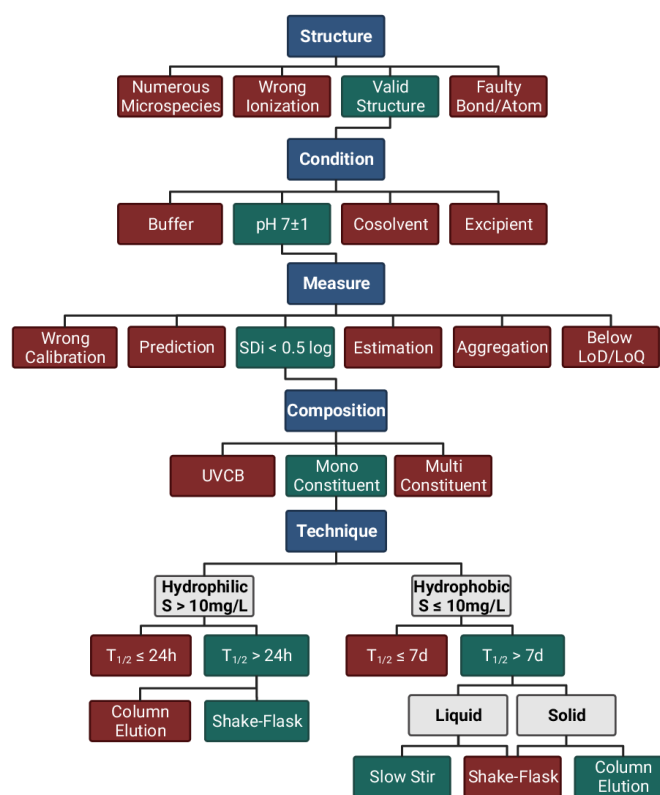 Structure
Numerous
Microspecies
Wrong
Ionization
Valid
Structure
Faulty
Bond/Atom
Condition
Buffer
pH 7±1
Cosolvent
Excipient
Measure
Wrong
Calibration
Prediction
SDi < 0.5 log
Estimation
Aggregation
Below
LoD/LoQ
Composition
UVCB
Mono
Constituent
Multi
Constituent
Technique
Hydrophilic
S > 10mg/L
Hydrophobic
S ≤ 10mg/L
T1/2 ≤ 24h
T1/2 > 24h
T1/2 ≤ 7d
T1/2 > 7d
Column
Elution
Shake-Flask
Liquid
Solid
Slow Stir
Shake-Flask
Column
Elution